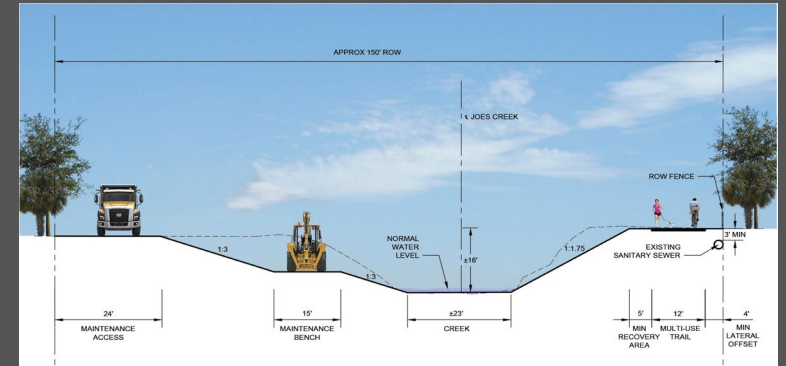 APPROX 150' ROW
℄ JOES CREEK
ROW FENCE
NORMAL
WATER
LEVEL
1:3
1:3
±16'
1:1.75
3' MIN
EXISTING
SANITARY SEWER
24'
MAINTENANCE
ACCESS
15'
MAINTENANCE
BENCH
±23'
CREEK
5'
MIN
RECOVERY
AREA
12'
MULTI-USE
TRAIL
4'
MIN
LATERAL
OFFSET